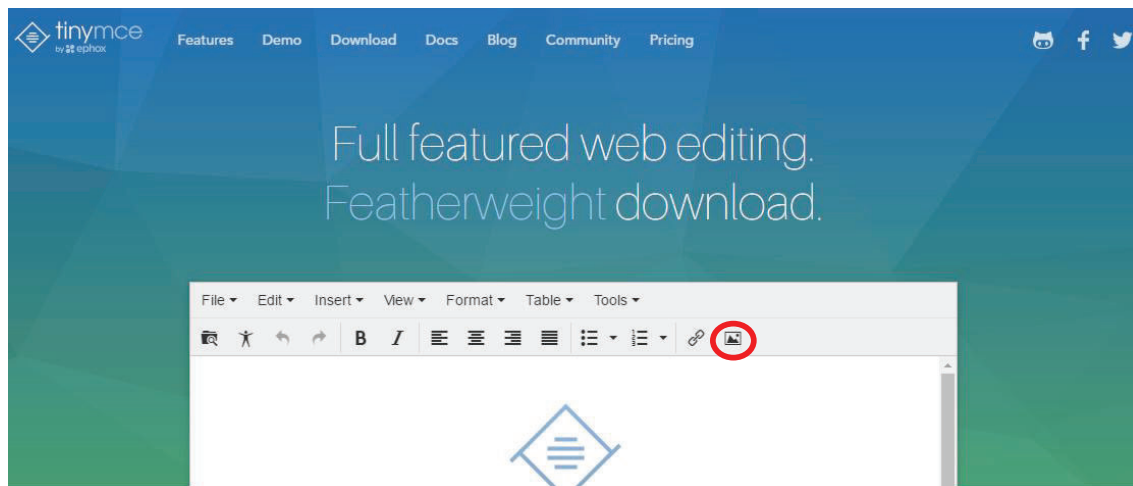 tinymce
by ephox
Features Demo Download Docs Blog Community Pricing
Full featured web editing.
Featherweight download.
File Edit Insert View Format Table Tools
B I